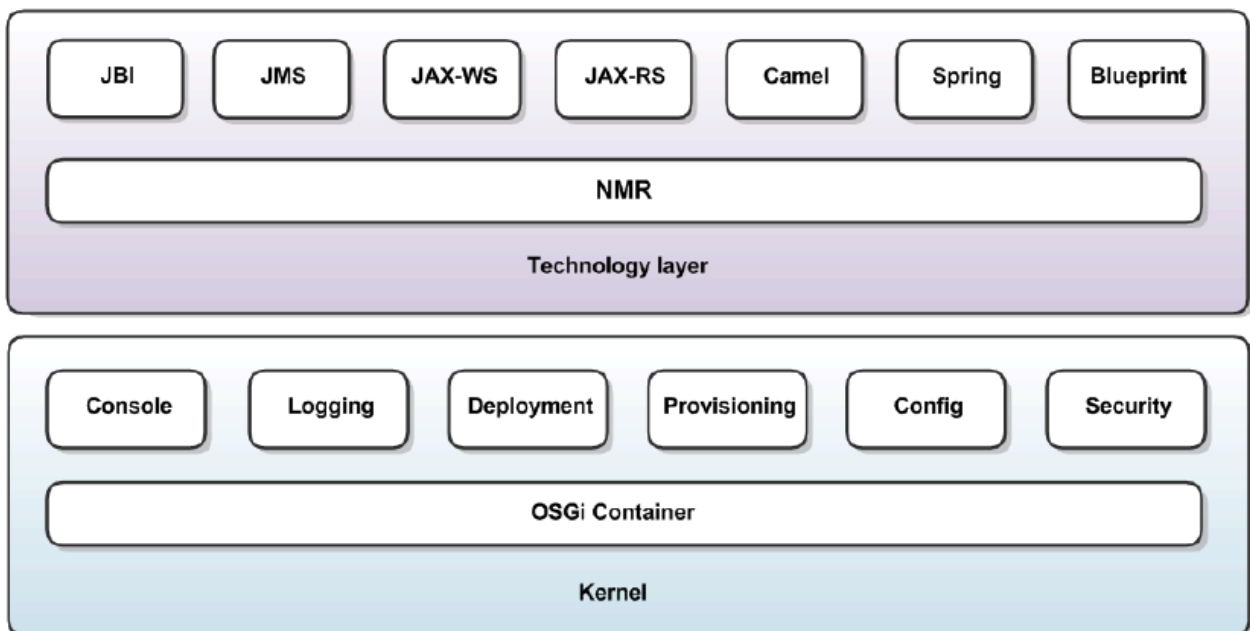 JBI JMS JAX-WS JAX-RS Camel Spring Blueprint
NMR
Technology layer
Console Logging Deployment Provisioning Config Security
OSGi Container
Kernel